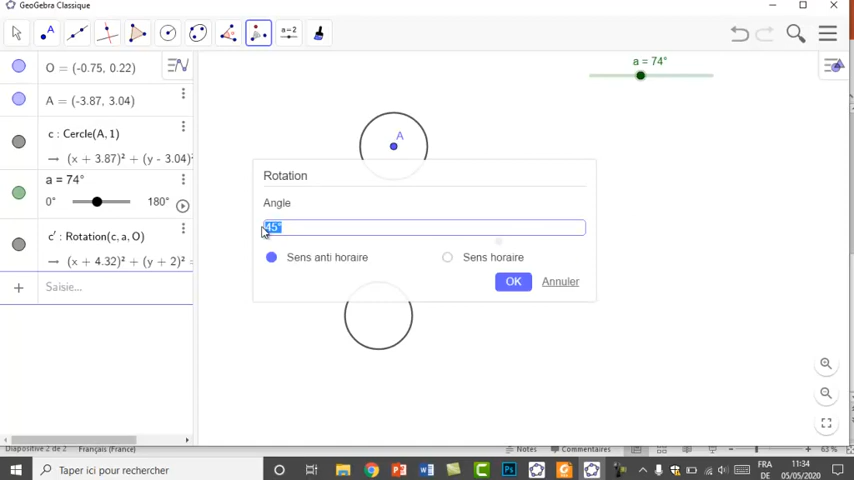 GeoGebra Classique
A
a=2
O = (-0.75, 0.22)
A = (-3.87, 3.04)
c : Cercle(A,1)
→ (x + 3.87)² + (y - 3.04)²
a = 74°
0°
180°
c' : Rotation(c,a,O)
→ (x + 4.32)² + (y + 2)² =
Saisie...
a = 74°
A
Rotation
Angle
45°
Sens anti horaire
Sens horaire
OK
Annuler
Diapositive 2 de 2
Français (France)
Notes
Commentaires
63 %
Taper ici pour rechercher
FRA
DE
11:34
05/05/2020